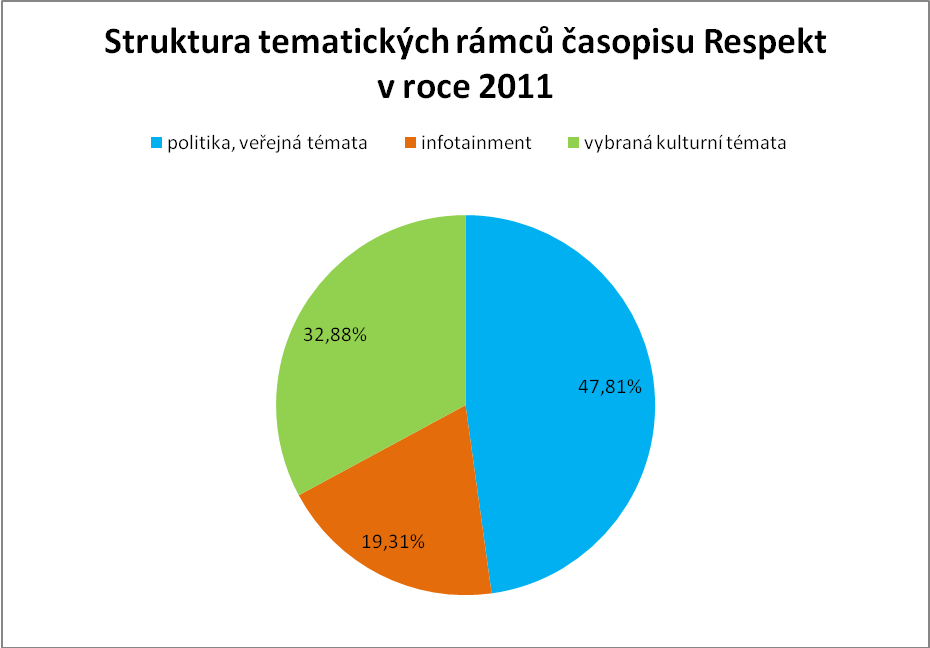 Struktura tematických rámců časopisu Respekt
v roce 2011
politika, veřejná témata infotainment vybraná kulturní témata
32,88%
47,81%
19,31%